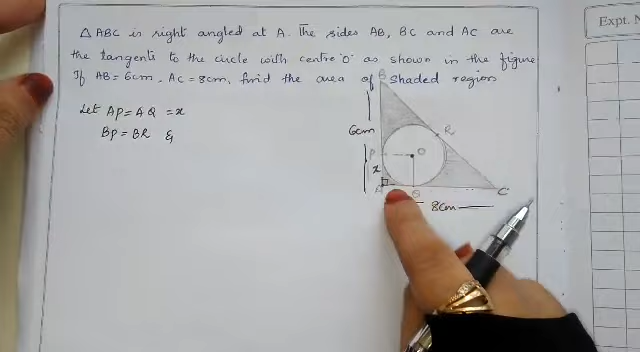 △ ABC is right angled at A. The sides AB, BC and AC are
the tangents to the circle with centre 'O' as shown in the figure
If AB = 6cm, AC = 8cm, find the area of shaded region
Let AP = AQ = x
BP = BR &
B
6cm
R
P
O
x
A
Q
C
8cm
Expt. N